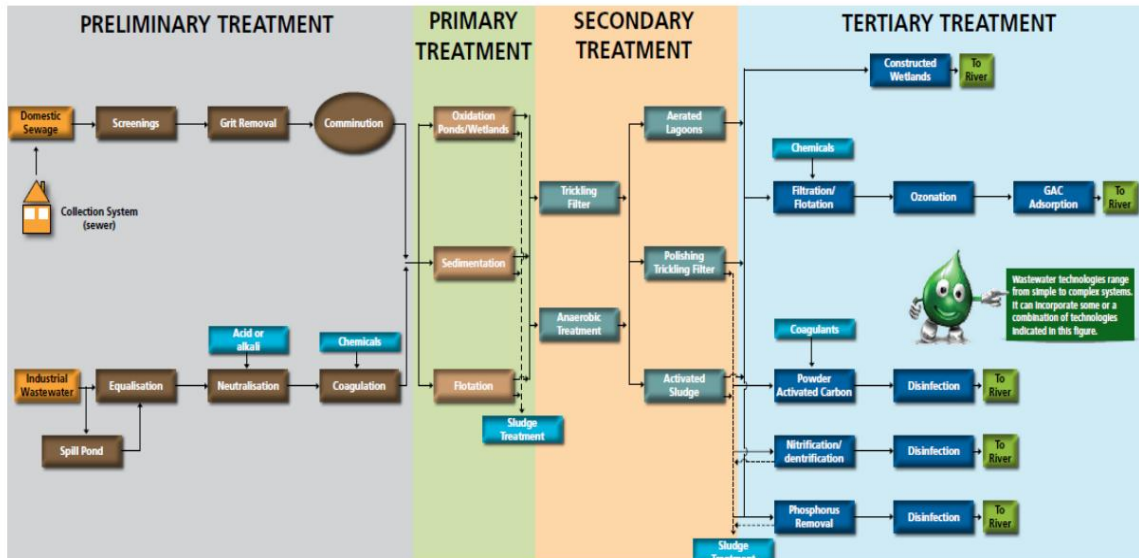 PRELIMINARY TREATMENT
PRIMARY
TREATMENT
SECONDARY
TREATMENT
TERTIARY TREATMENT
Domestic
Sewage
Screenings
Grit Removal
Comminution
Collection System
(sewer)
Industrial
Wastewater
Equalisation
Spill Pond
Acid or
alkali
Neutralisation
Chemicals
Coagulation
Oxidation
Ponds/Wetlands
Sedimentation
Flotation
Sludge
Treatment
Trickling
Filter
Anaerobic
Treatment
Aerated
Lagoons
Polishing
Trickling Filter
Activated
Sludge
Sludge
Treatment
Constructed
Wetlands
To
River
Chemicals
Filtration/
Flotation
Ozonation
GAC
Adsorption
To
River
Wastewater technologies range
from simple to complex systems.
It can incorporate some or a
combination of technologies
indicated in this figure.
Coagulants
Powder
Activated Carbon
Disinfection
To
River
Nitrification/
dentrification
Disinfection
To
River
Phosphorus
Removal
Disinfection
To
River